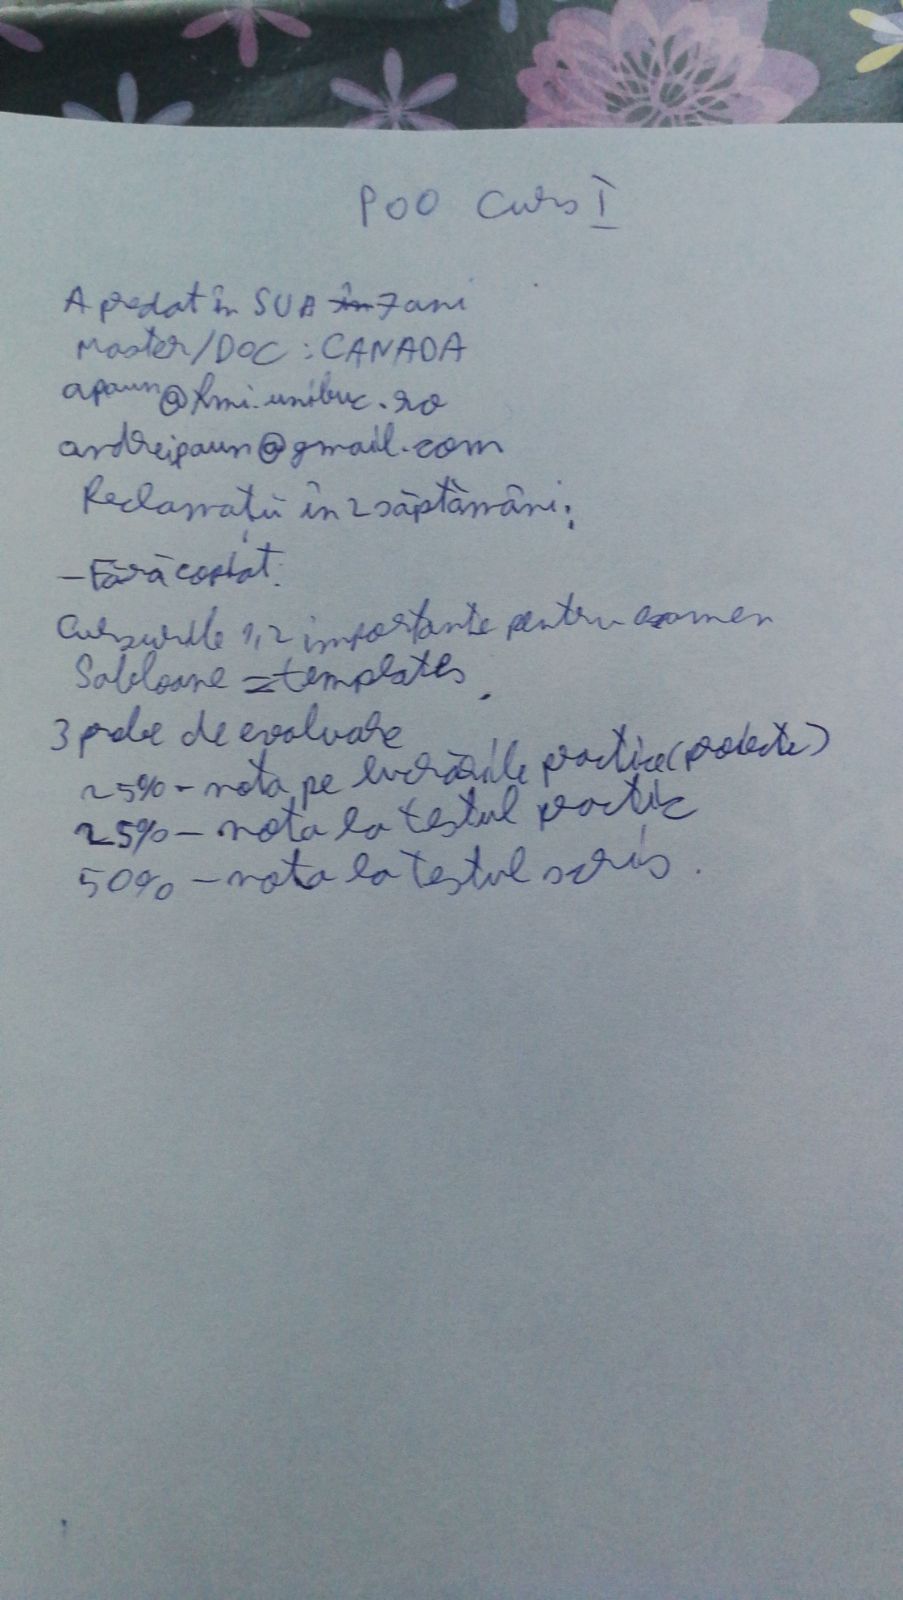 POO Curs I
A predat în SUA în 7 ani
Master/DOC : CANADA
apaun@fmi.unibuc.ro
andreipaun@gmail.com
Reclamații în 2 săptămâni;
- Fără copiat.
Cursurile 1,2 importante pentru examen
Sabloane = templates.
3 probe de evaluare
25% - nota pe lucrările practice (proiecte)
25% - nota la testul practic
50% - nota la testul scris.